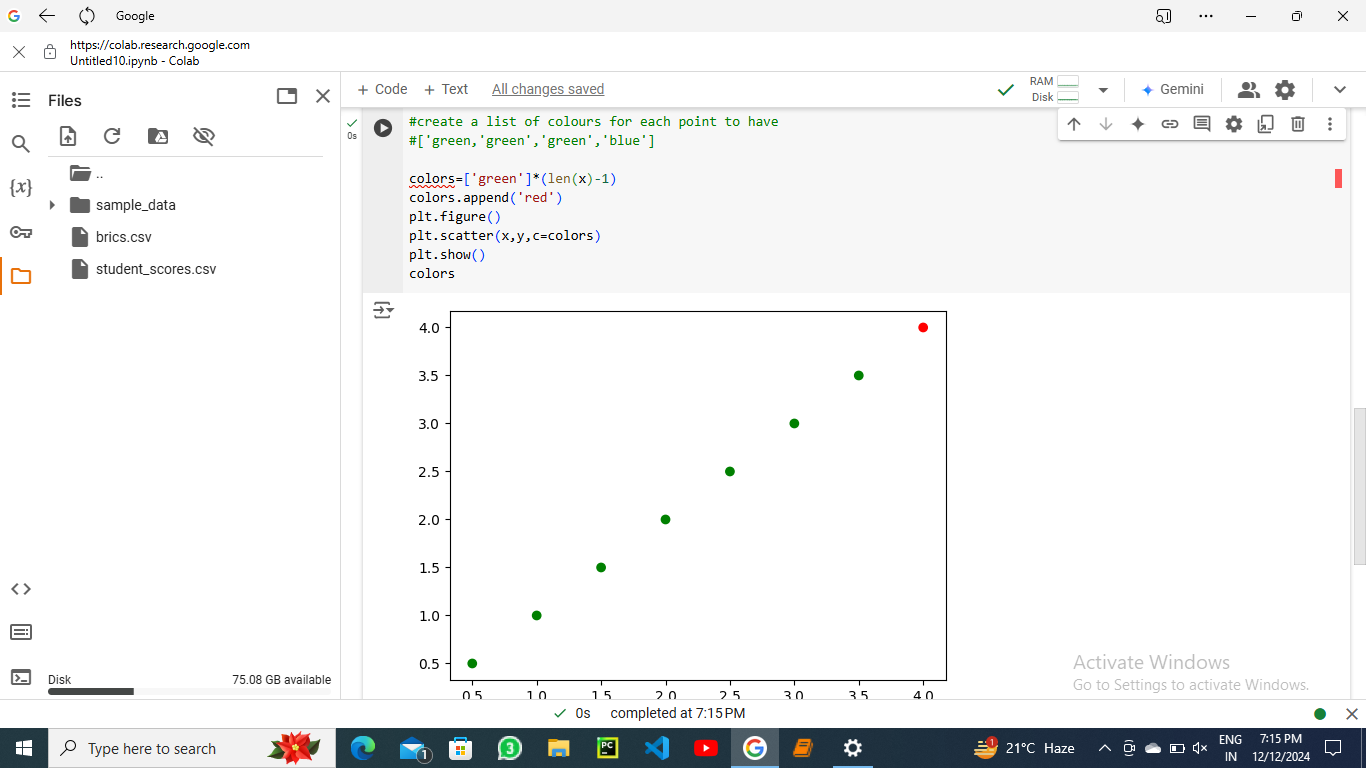 Google
https://colab.research.google.com
Untitled10.ipynb - Colab
Files
+ Code + Text All changes saved
RAM
Disk
Gemini
..
sample_data
brics.csv
student_scores.csv
{x}
0s
#create a list of colours for each point to have
#['green,'green','green','blue']
colors=['green']*(len(x)-1)
colors.append('red')
plt.figure()
plt.scatter(x,y,c=colors)
plt.show()
colors
4.0
3.5
3.0
2.5
2.0
1.5
1.0
0.5
0.5 1.0 1.5 2.0 2.5 3.0 3.5 4.0
Disk 75.08 GB available
Activate Windows
Go to Settings to activate Windows.
0s completed at 7:15 PM
Type here to search
1
3
PC
1
21°C Haze
ENG
IN
7:15 PM
12/12/2024